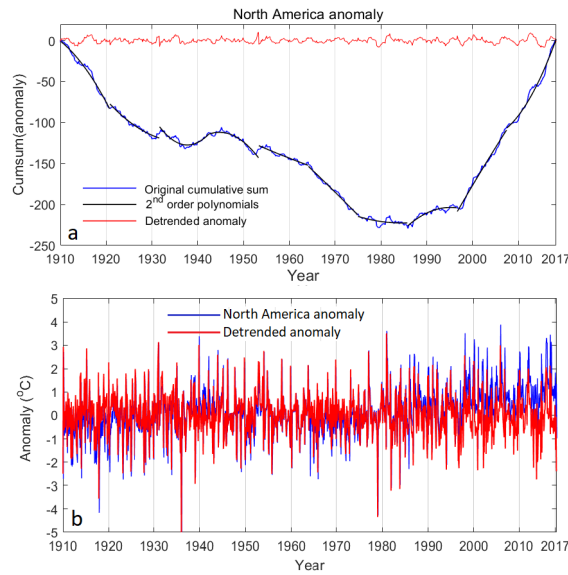 North America anomaly
0
-50
-100
-150
-200
-250
Cumsum(anomaly)
Original cumulative sum
2nd order polynomials
Detrended anomaly
a
1910 1920 1930 1940 1950 1960 1970 1980 1990 2000 2010 2017
Year
5
4
3
2
1
0
-1
-2
-3
-4
-5
Anomaly (°C)
North America anomaly
Detrended anomaly
b
1910 1920 1930 1940 1950 1960 1970 1980 1990 2000 2010 2017
Year